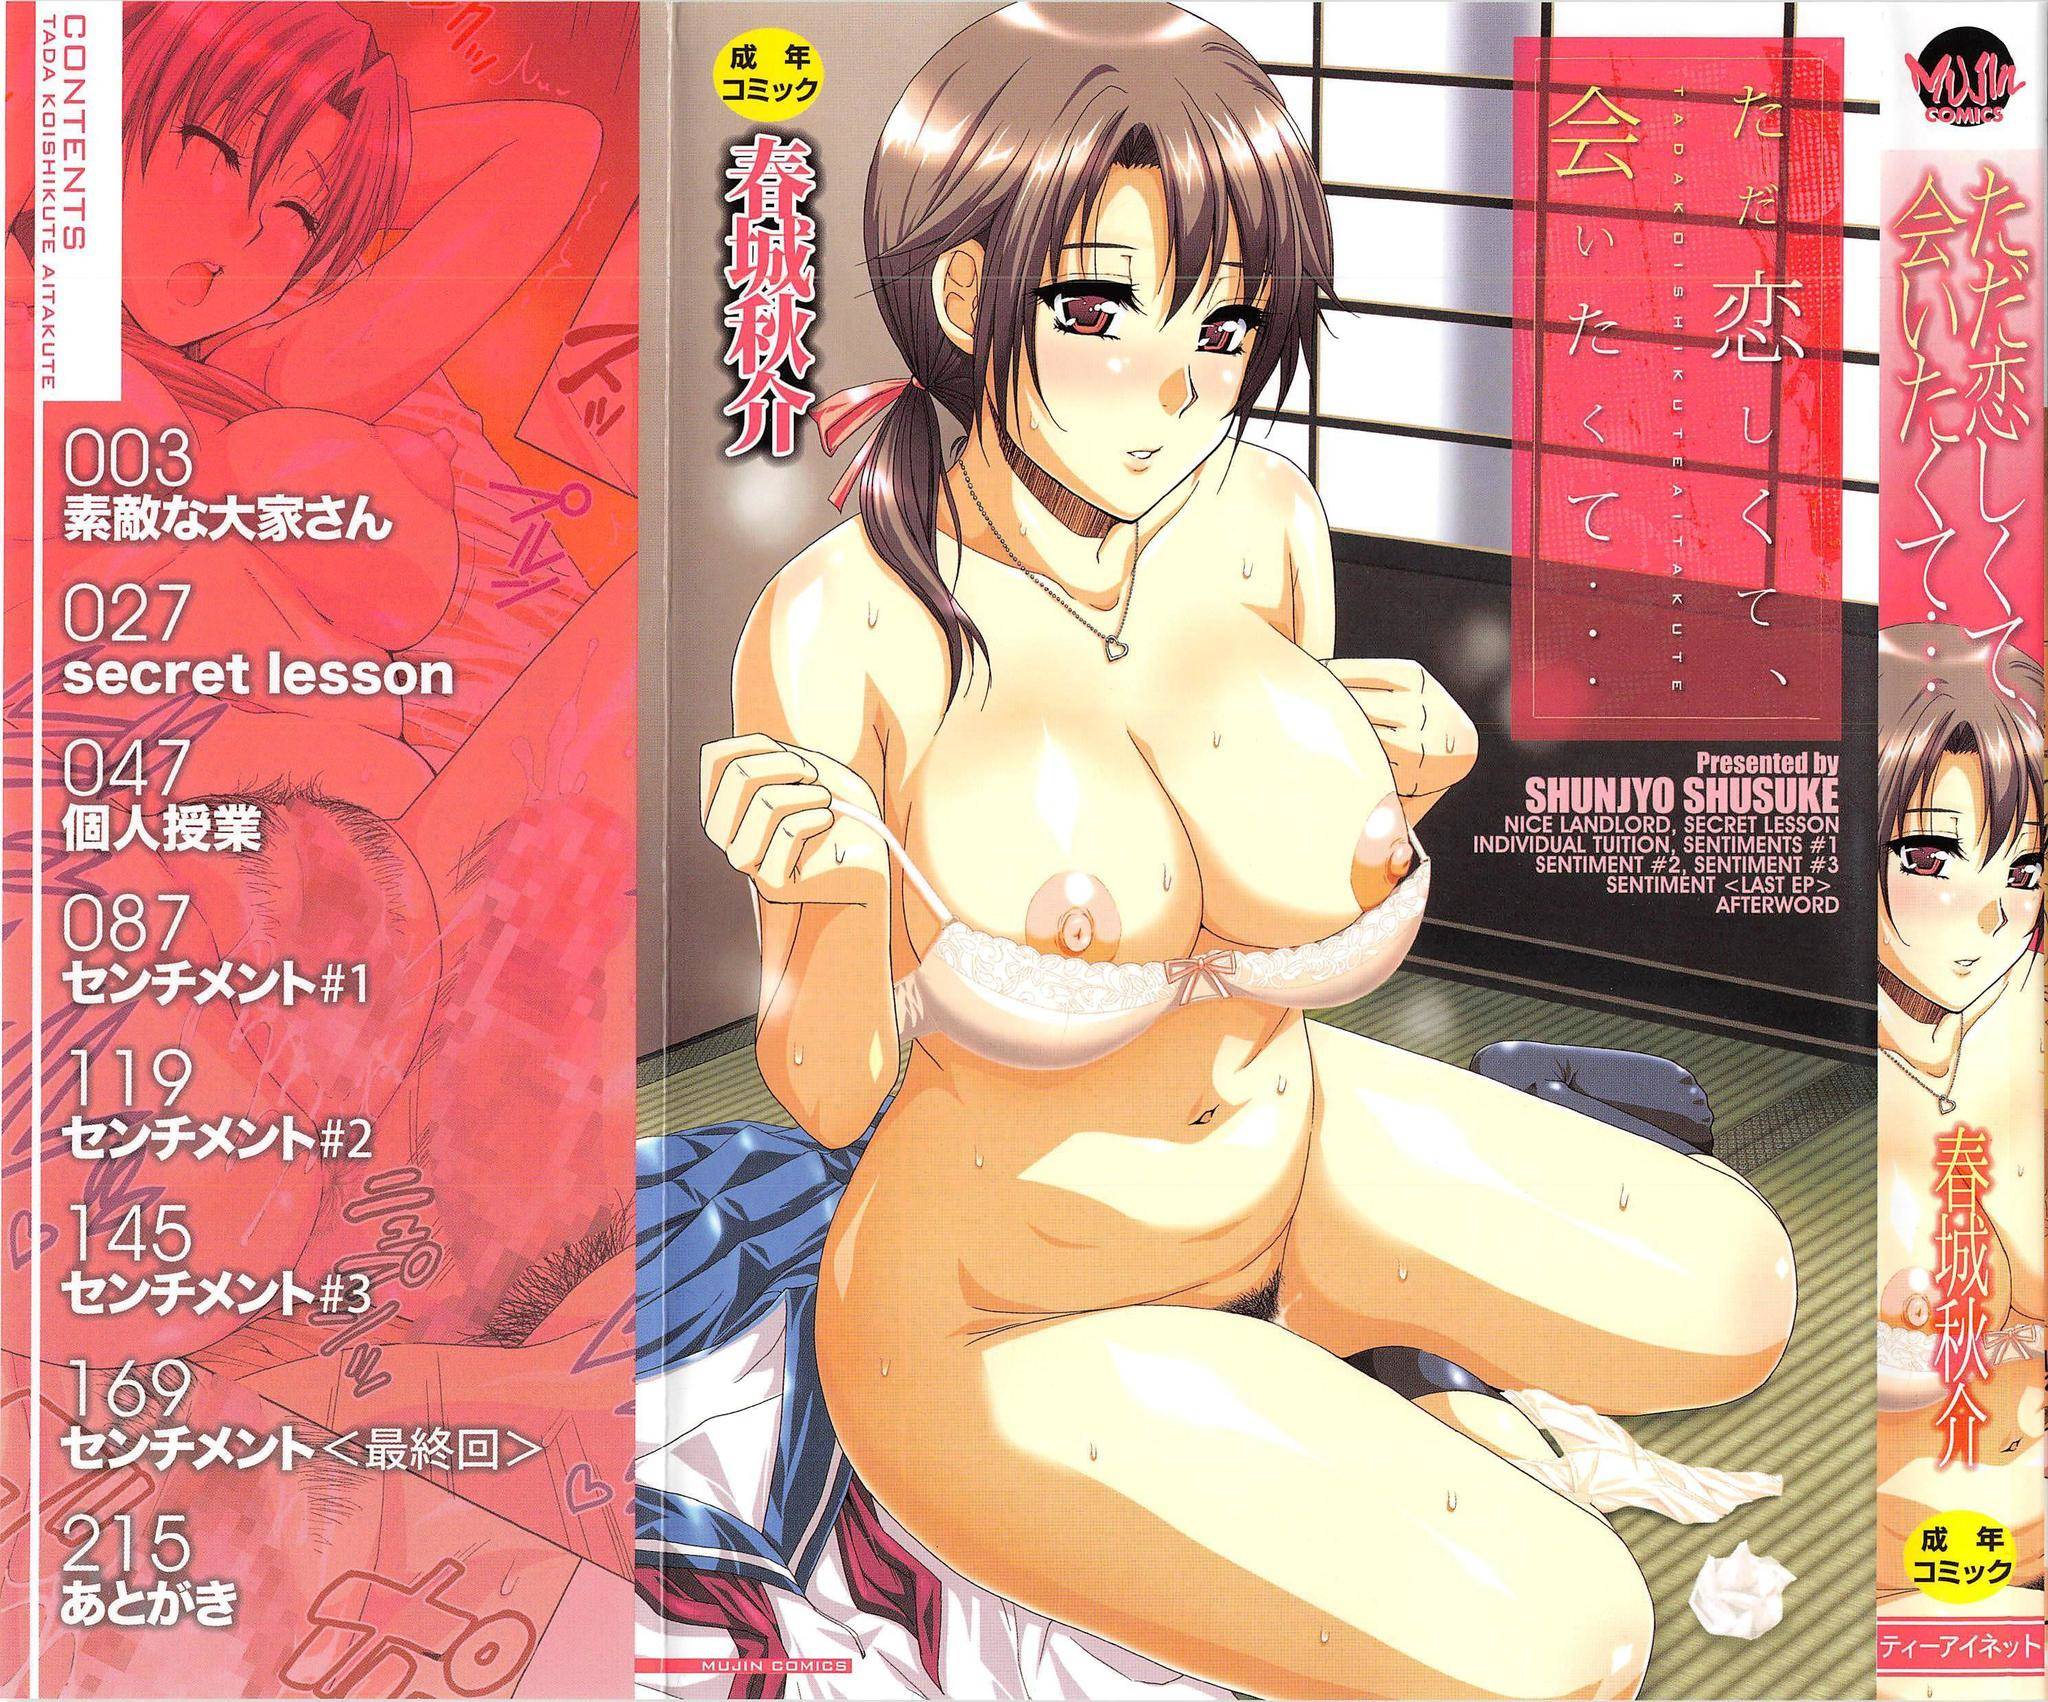 CONTENTS
TADA KOISHIKUTE AITAKUTE
003
素敵な大家さん
027
secret lesson
047
個人授業
087
センチメント#1
119
センチメント#2
145
センチメント#3
169
センチメント＜最終回＞
215
あとがき
成年
コミック
春城秋介
ただ恋しくて、
会いたくて・・・
TADAKOISHIKUTEAITAKUTE
Presented by
SHUNJYO SHUSUKE
NICE LANDLORD, SECRET LESSON
INDIVIDUAL TUITION, SENTIMENTS #1
SENTIMENT #2, SENTIMENT #3
SENTIMENT <LAST EP>
AFTERWORD
MUJIN COMICS
MUJIN
COMICS
ただ恋しくて、
会いたくて・・・
春城秋介
成年
コミック
ティーアイネット